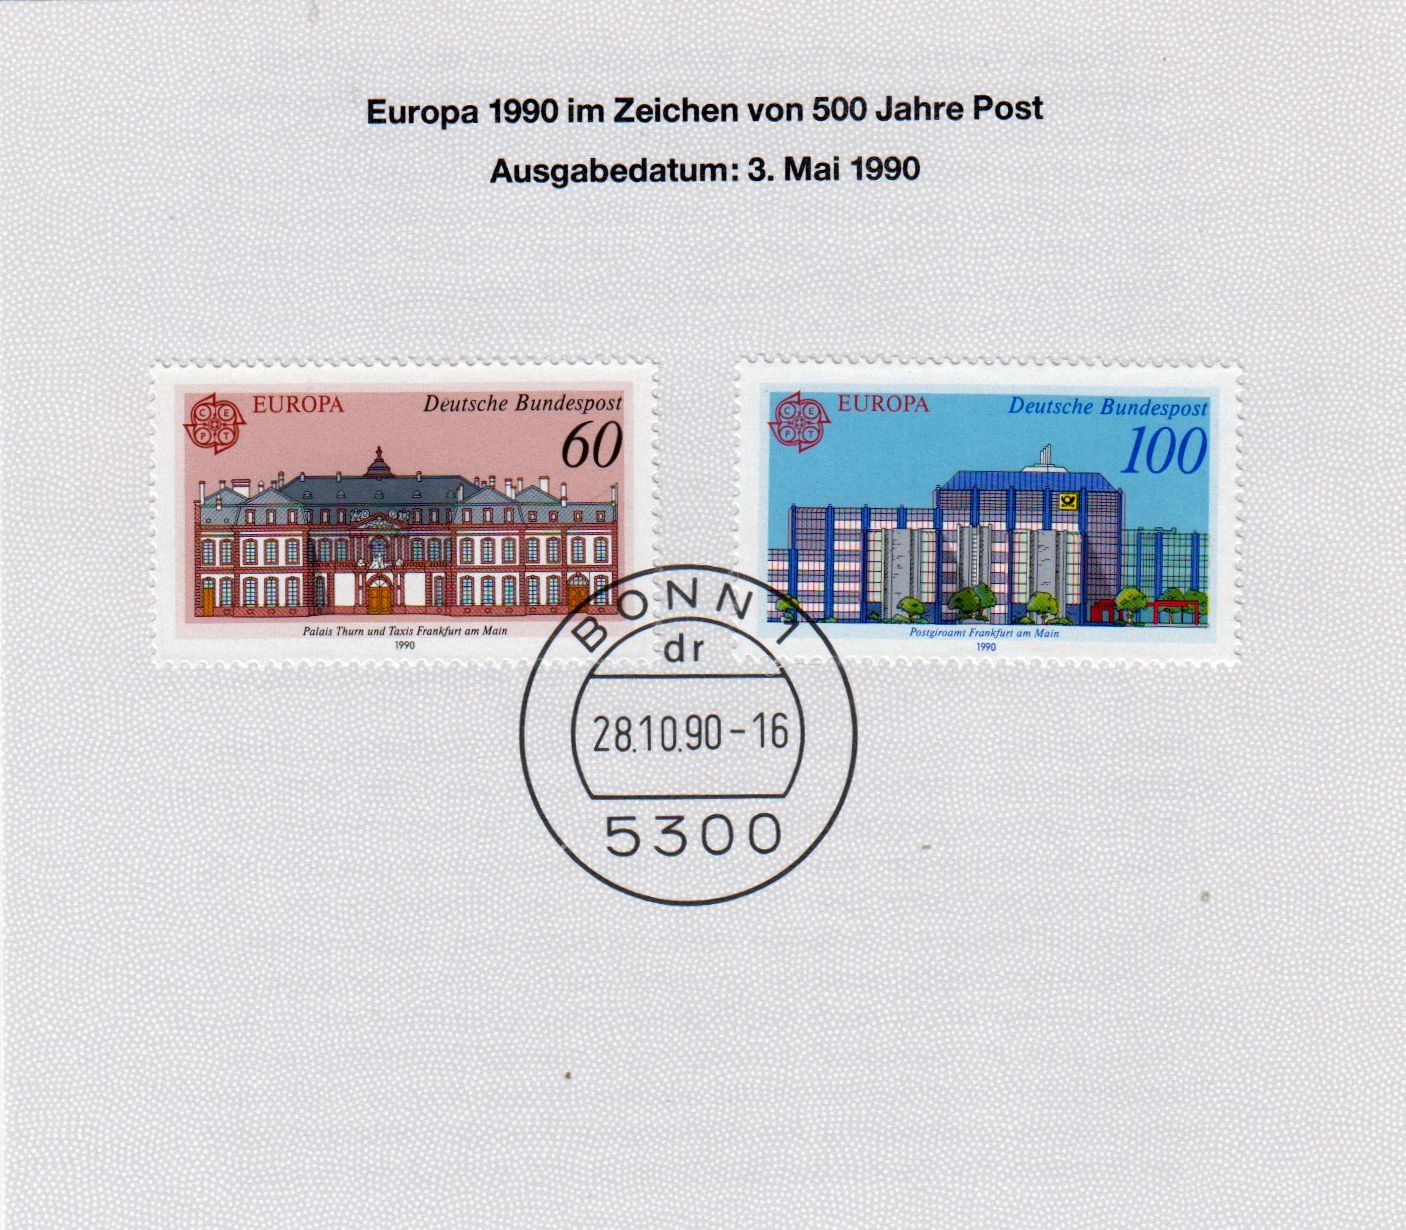 Europa 1990 im Zeichen von 500 Jahre Post
Ausgabedatum: 3. Mai 1990
CEPT
EUROPA
Deutsche Bundespost
60
Palais Thurn und Taxis Frankfurt am Main
1990
CEPT
EUROPA
Deutsche Bundespost
100
Postgiroamt Frankfurt am Main
1990
BONN 1
dr
28.10.90-16
5300